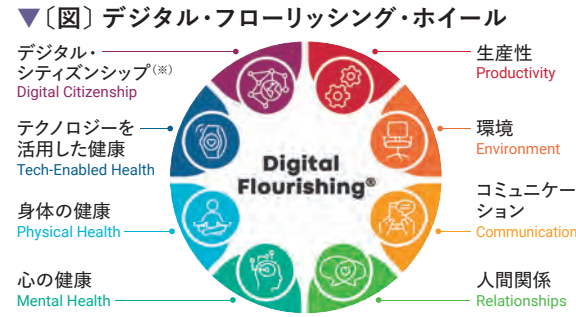 ▼〔図〕デジタル・フローリッシング・ホイール
デジタル・
シティズンシップ(※)
Digital Citizenship
テクノロジーを
活用した健康
Tech-Enabled Health
身体の健康
Physical Health
心の健康
Mental Health
Digital
Flourishing®
生産性
Productivity
環境
Environment
コミュニケー
ション
Communication
人間関係
Relationships